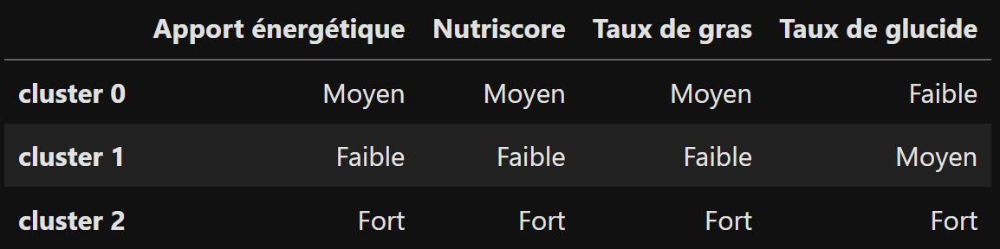 Apport énergétique Nutriscore Taux de gras Taux de glucide
cluster 0 Moyen Moyen Moyen Faible
cluster 1 Faible Faible Faible Moyen
cluster 2 Fort Fort Fort Fort